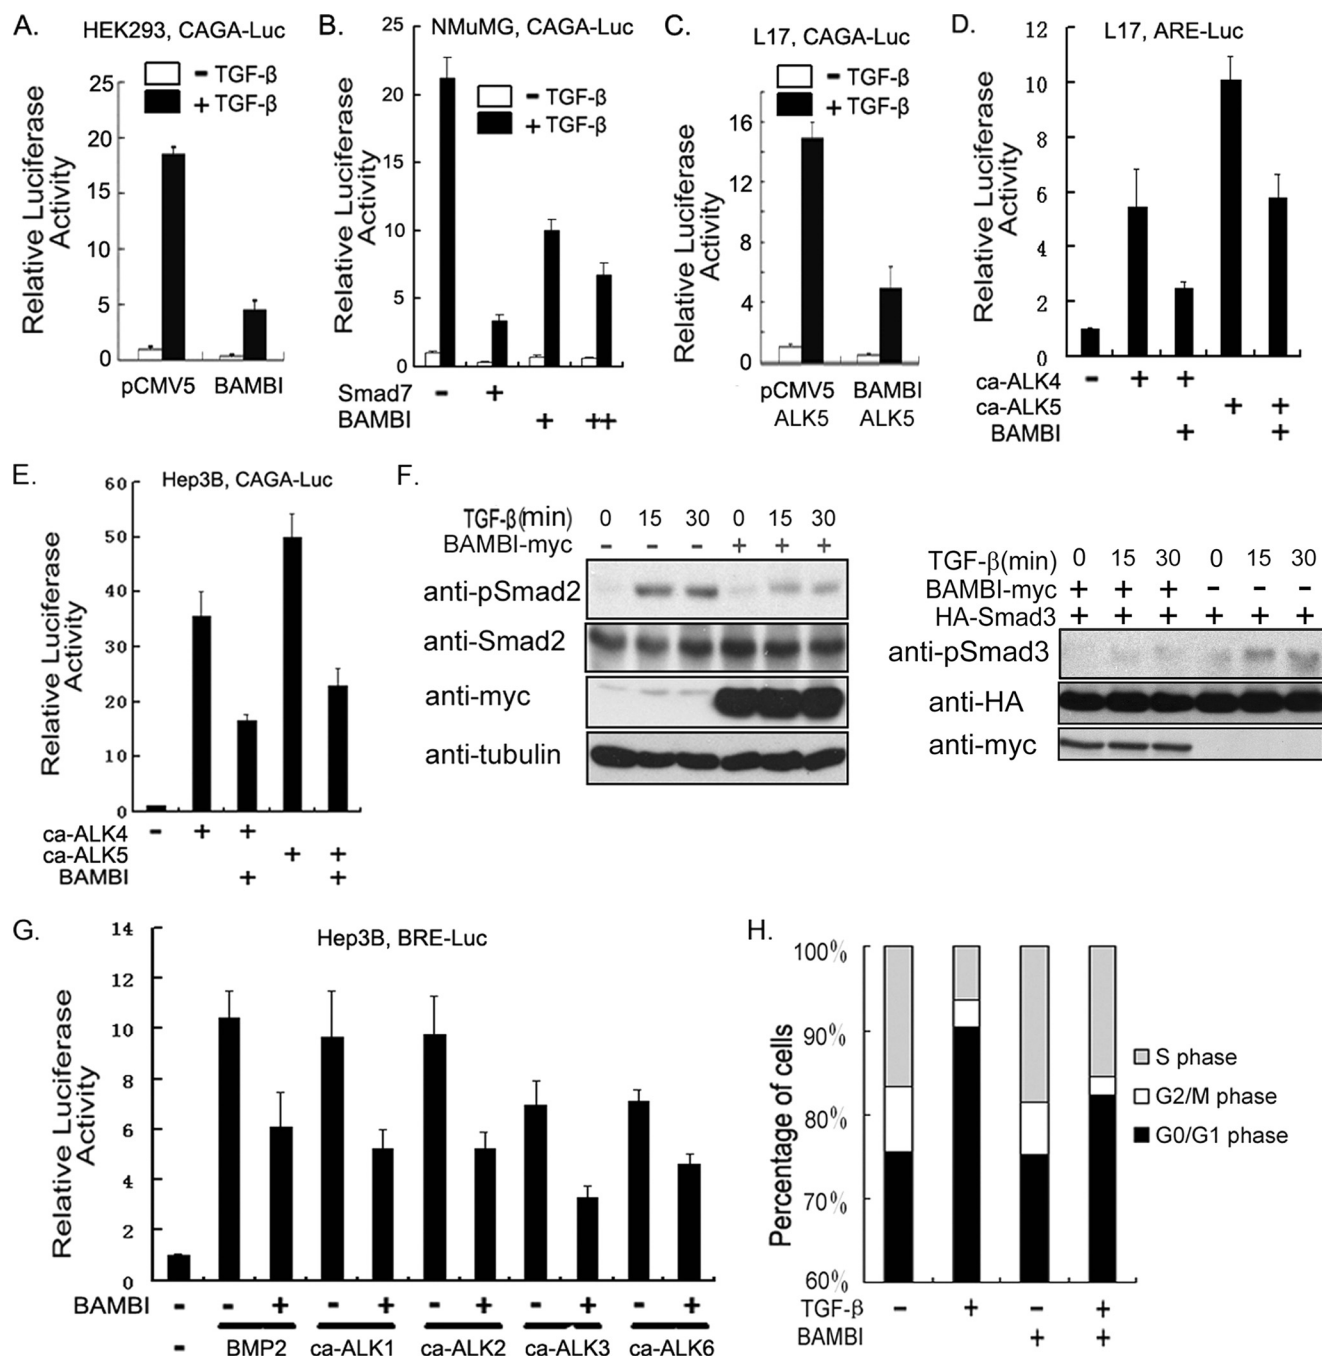 A.
HEK293, CAGA-Luc
Relative Luciferase
Activity
25
20
15
10
5
0
- TGF-β
+ TGF-β
pCMV5 BAMBI
B.
NMuMG, CAGA-Luc
Relative Luciferase
Activity
25
20
15
10
5
0
- TGF-β
+ TGF-β
Smad7 - +
BAMBI + ++
C.
L17, CAGA-Luc
Relative Luciferase
Activity
16
12
8
4
0
- TGF-β
+ TGF-β
pCMV5 BAMBI
ALK5 ALK5
D.
L17, ARE-Luc
Relative Luciferase
Activity
12
10
8
6
4
2
0
ca-ALK4 - + +
ca-ALK5 + +
BAMBI + +
E.
Hep3B, CAGA-Luc
Relative Luciferase
Activity
60
50
40
30
20
10
0
ca-ALK4 - + +
ca-ALK5 + +
BAMBI + +
F.
TGF-β(min) 0 15 30 0 15 30
BAMBI-myc - - - + + +
anti-pSmad2
anti-Smad2
anti-myc
anti-tubulin
TGF-β(min) 0 15 30 0 15 30
BAMBI-myc + + + - - -
HA-Smad3 + + + + + +
anti-pSmad3
anti-HA
anti-myc
G.
Hep3B, BRE-Luc
Relative Luciferase
Activity
14
12
10
8
6
4
2
0
BAMBI - - + - + - + - + - +
- BMP2 ca-ALK1 ca-ALK2 ca-ALK3 ca-ALK6
H.
Percentage of cells
100%
90%
80%
70%
60%
S phase
G2/M phase
G0/G1 phase
TGF-β - + - +
BAMBI + +